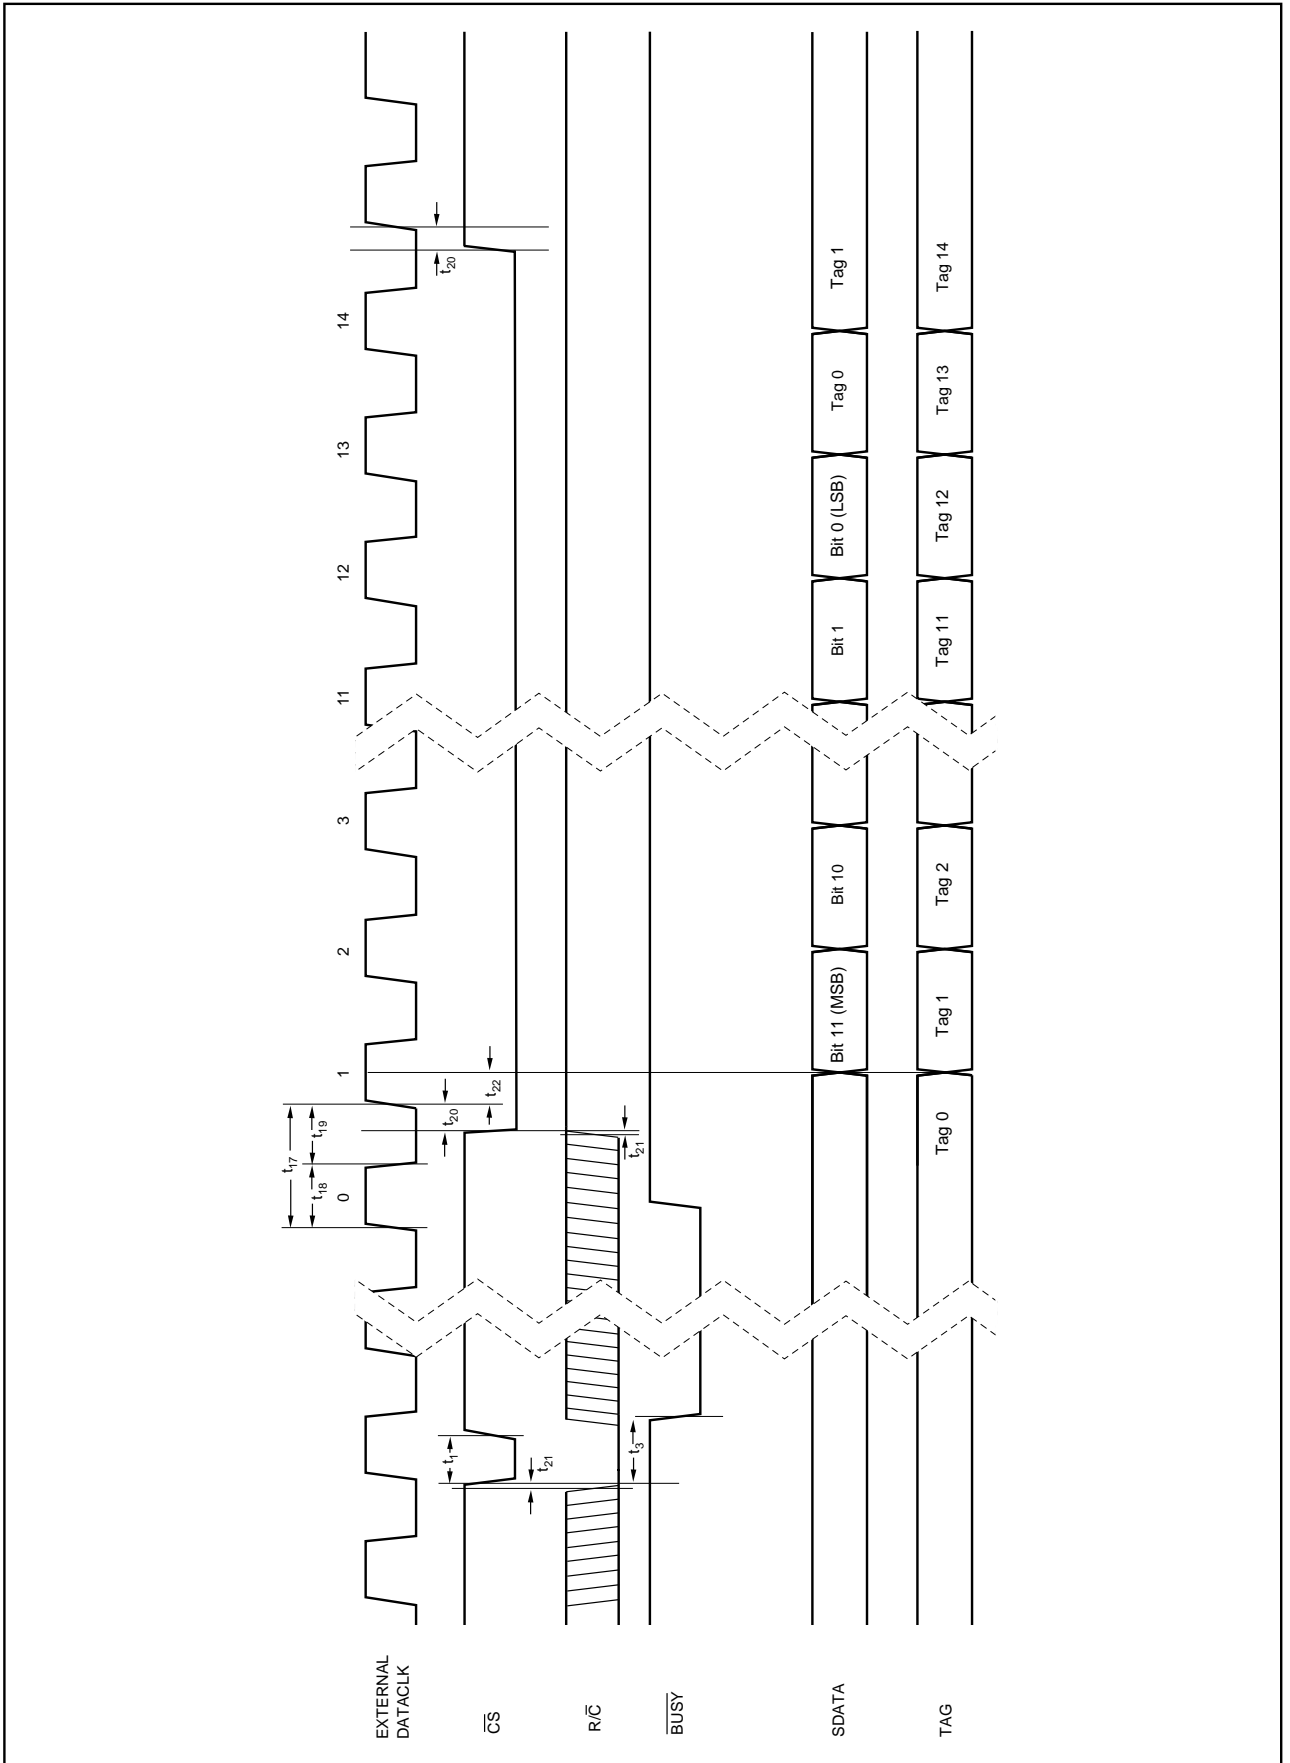 EXTERNAL
DATACLK
t17
t18
t19
0
1
2
3
11
12
13
14
C̅S̅
t1
t21
t20
t22
t20
R/C̅
t3
t21
B̅U̅S̅Y̅
SDATA
Bit 11 (MSB)
Bit 10
Bit 1
Bit 0 (LSB)
Tag 0
Tag 1
TAG
Tag 0
Tag 1
Tag 2
Tag 11
Tag 12
Tag 13
Tag 14